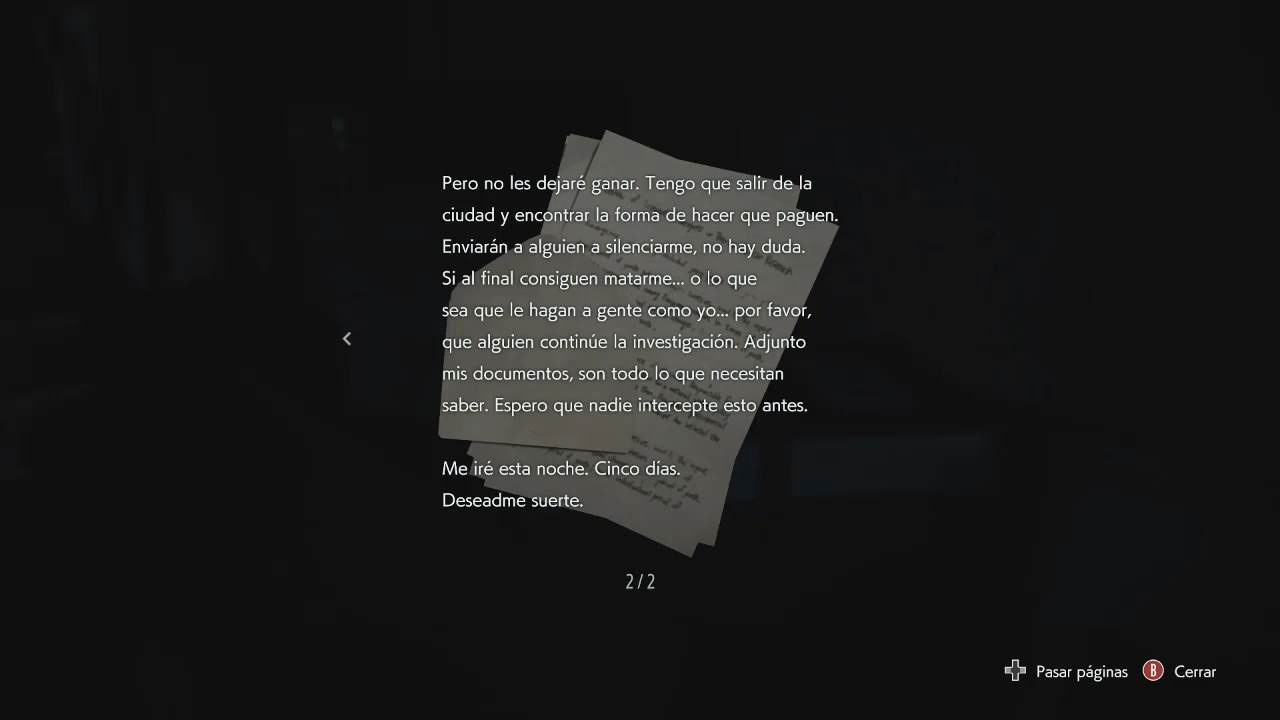 Pero no les dejaré ganar. Tengo que salir de la
ciudad y encontrar la forma de hacer que paguen.
Enviarán a alguien a silenciarme, no hay duda.
Si al final consiguen matarme... o lo que
sea que le hagan a gente como yo... por favor,
que alguien continúe la investigación. Adjunto
mis documentos, son todo lo que necesitan
saber. Espero que nadie intercepte esto antes.
Me iré esta noche. Cinco días.
Deseadme suerte.
2 / 2
Pasar páginas B Cerrar